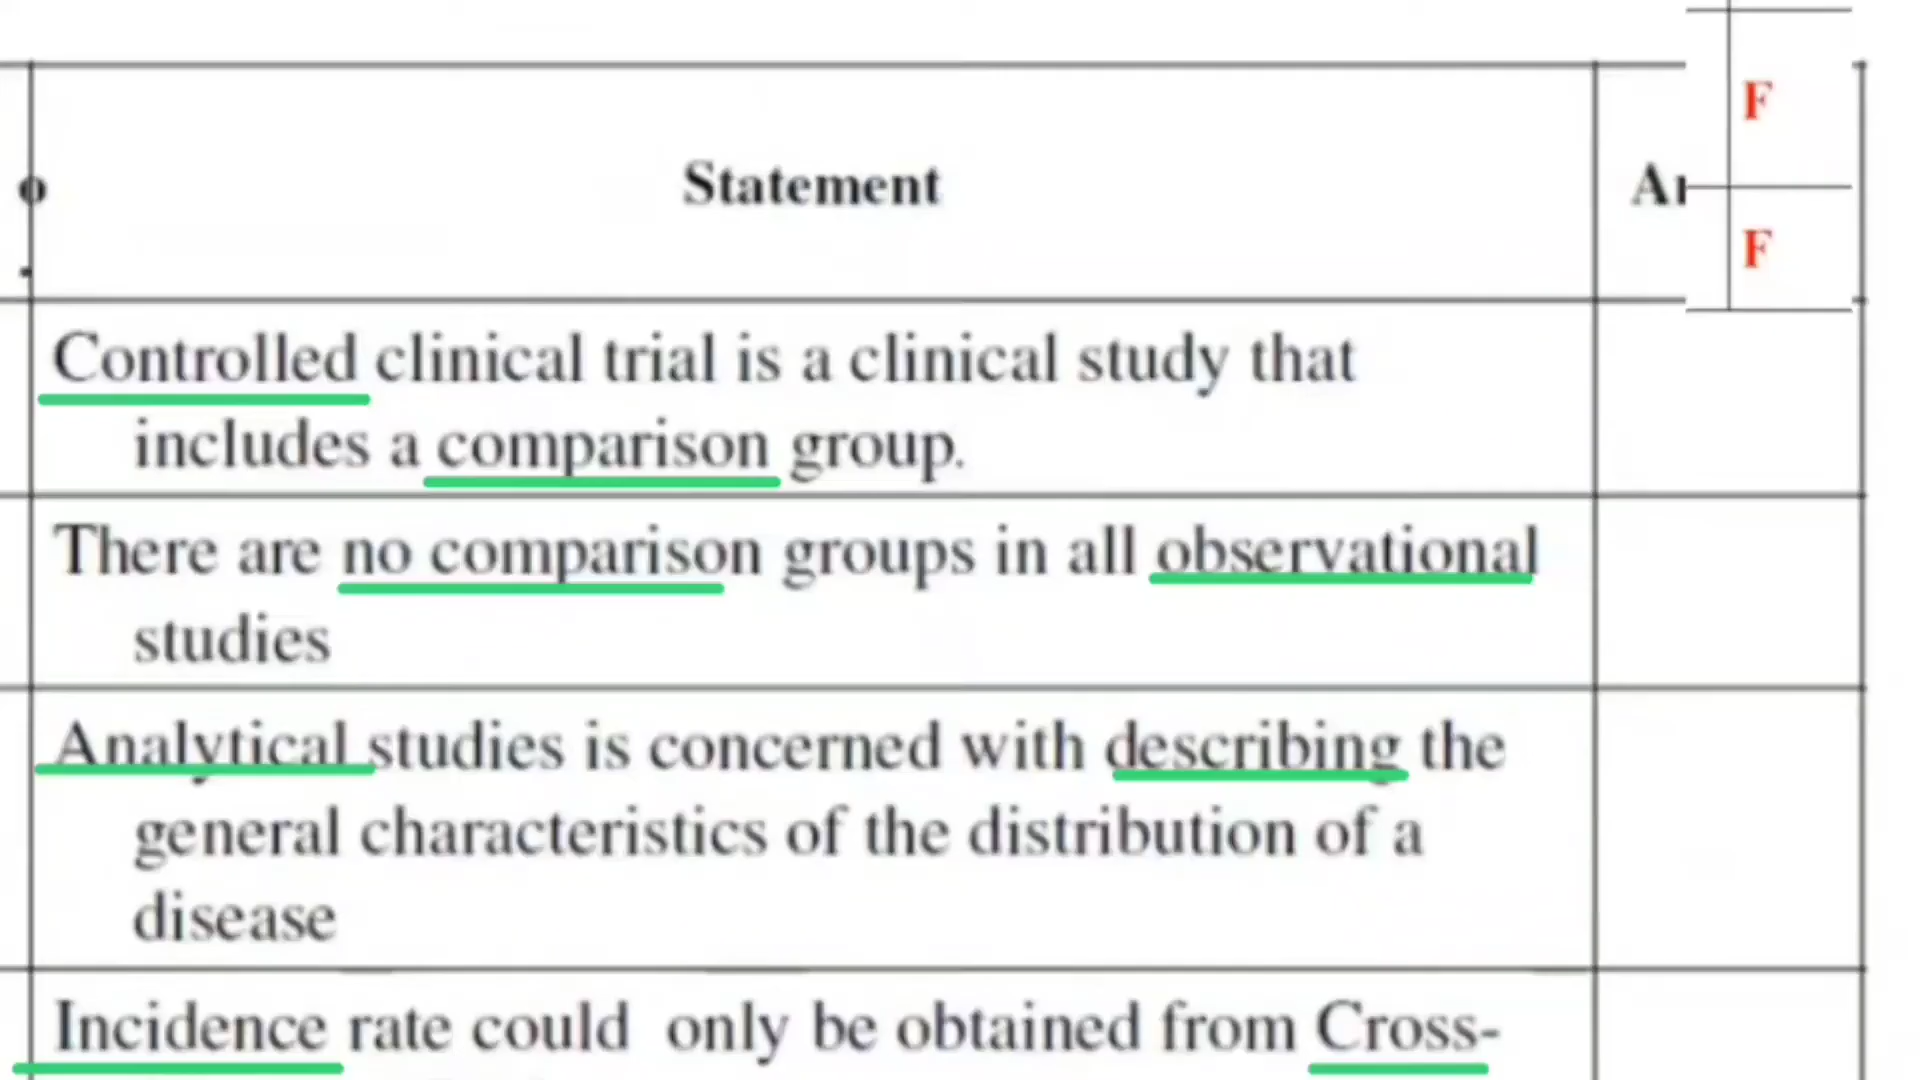 F
o
Statement
F
.
Controlled clinical trial is a clinical study that
includes a comparison group.
There are no comparison groups in all observational
studies
Analytical studies is concerned with describing the
general characteristics of the distribution of a
disease
Incidence rate could only be obtained from Cross-